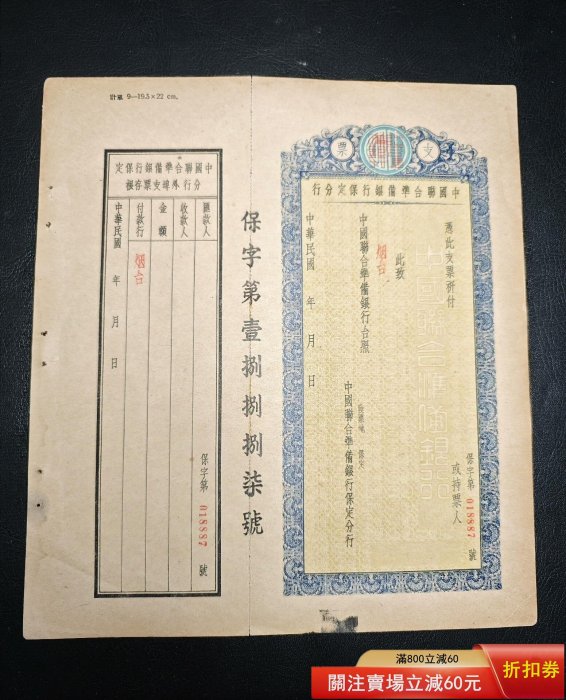 計單 9—19.5×22 cm.
中國聯合準備銀行保定
分行外埠支票存根
匯款人
收款人
金額
付款行 烟台
中華民國 年 月 日
保字第 018887 號
保字第壹捌捌捌柒號
支票
中國聯合準備銀行保定分行
憑此支票祈付
或持票人
保字第 018887 號
此致
烟台
中國聯合準備銀行台照
中國聯合準備銀行保定分行
中華民國 年 月 日
滿800立減60
關注賣場立減60元
折扣券